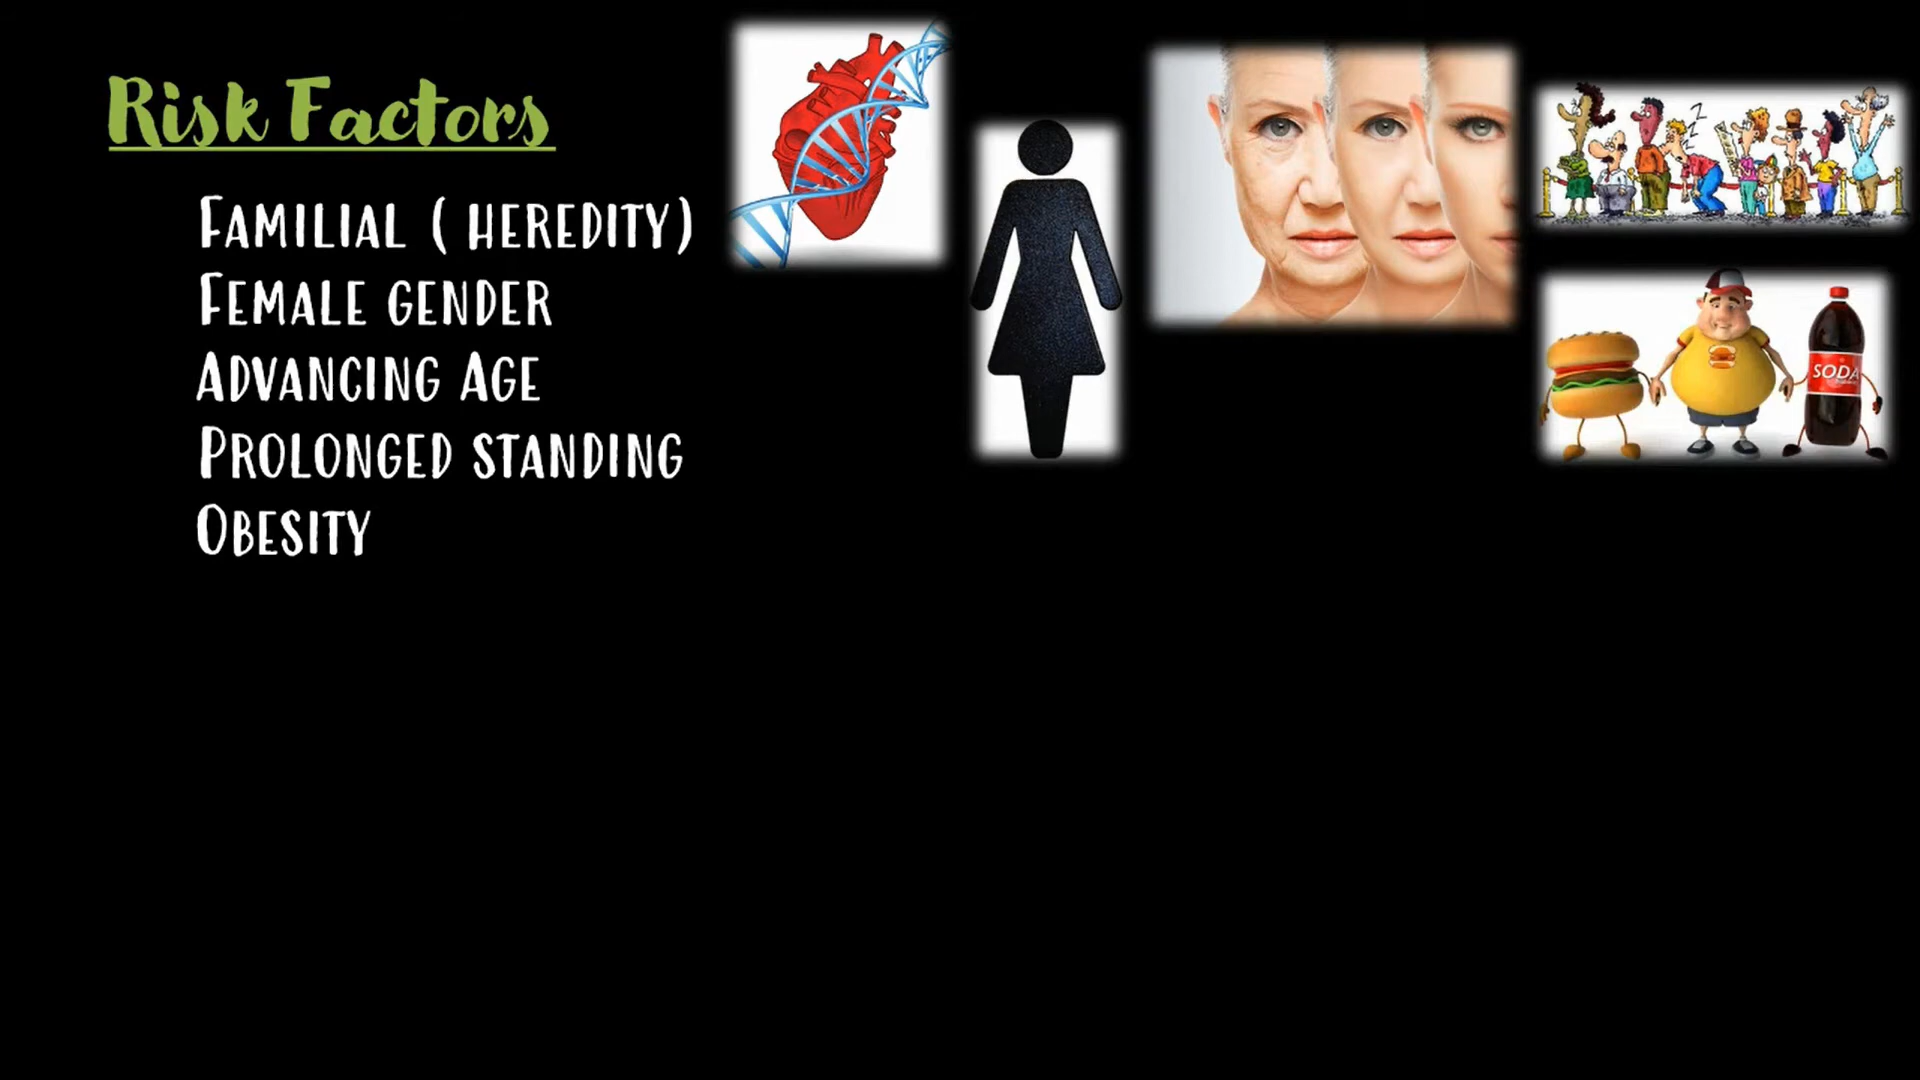 Risk Factors
Familial ( heredity)
Female gender
Advancing Age
Prolonged standing
Obesity
SODA